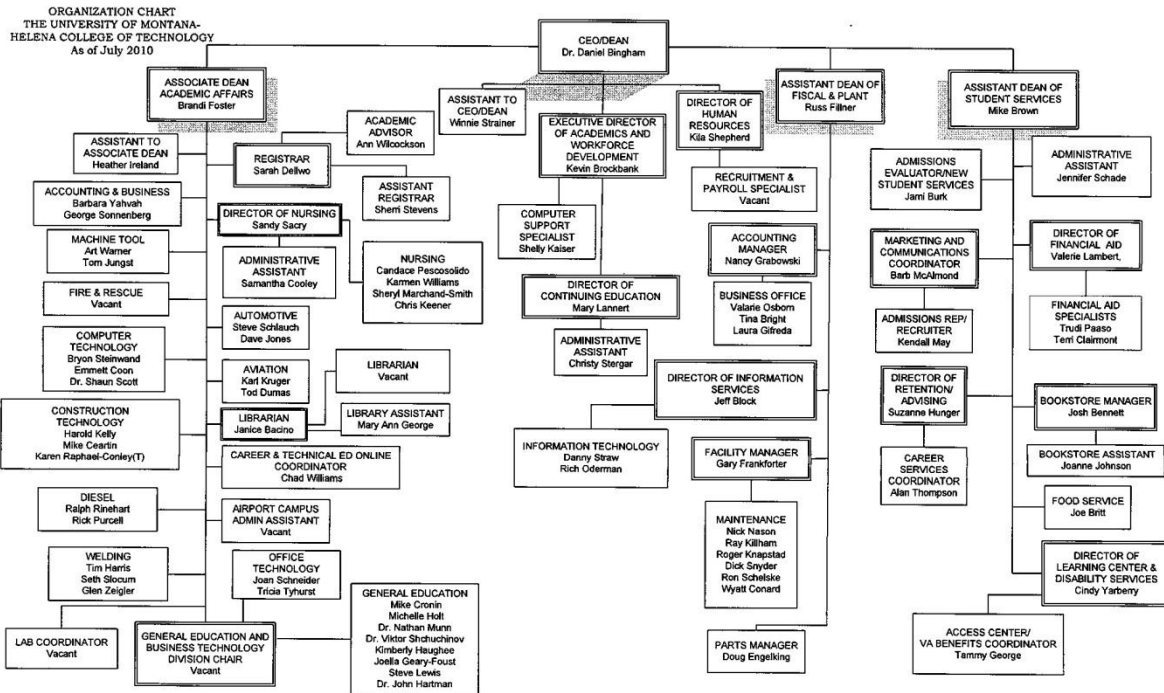 ORGANIZATION CHART
THE UNIVERSITY OF MONTANA-
HELENA COLLEGE OF TECHNOLOGY
As of July 2010
CEO/DEAN
Dr. Daniel Bingham
ASSOCIATE DEAN
ACADEMIC AFFAIRS
Brandi Foster
ASSISTANT TO
CEO/DEAN
Winnie Strainer
EXECUTIVE DIRECTOR
OF ACADEMICS AND
WORKFORCE
DEVELOPMENT
Kevin Brockbank
DIRECTOR OF
HUMAN
RESOURCES
Kila Shepherd
ASSISTANT DEAN OF
FISCAL & PLANT
Russ Fillner
ASSISTANT DEAN OF
STUDENT SERVICES
Mike Brown
ASSISTANT TO
ASSOCIATE DEAN
Heather Ireland
REGISTRAR
Sarah Dellwo
ACADEMIC
ADVISOR
Ann Wilcockson
ASSISTANT
REGISTRAR
Sherri Stevens
ACCOUNTING & BUSINESS
Barbara Yahvah
George Sonnenberg
DIRECTOR OF NURSING
Sandy Sacry
MACHINE TOOL
Art Warner
Tom Jungst
ADMINISTRATIVE
ASSISTANT
Samantha Cooley
NURSING
Candace Pescosolido
Karmen Williams
Sheryl Marchand-Smith
Chris Keener
FIRE & RESCUE
Vacant
AUTOMOTIVE
Steve Schlauch
Dave Jones
COMPUTER
TECHNOLOGY
Bryon Steinwand
Emmett Coon
Dr. Shaun Scott
AVIATION
Karl Kruger
Tod Dumas
LIBRARIAN
Vacant
CONSTRUCTION
TECHNOLOGY
Harold Kelly
Mike Ceartin
Karen Raphael-Conley(T)
LIBRARIAN
Janice Bacino
LIBRARY ASSISTANT
Mary Ann George
CAREER & TECHNICAL ED ONLINE
COORDINATOR
Chad Williams
DIESEL
Ralph Rinehart
Rick Purcell
AIRPORT CAMPUS
ADMIN ASSISTANT
Vacant
WELDING
Tim Harris
Seth Slocum
Glen Zeigler
OFFICE
TECHNOLOGY
Joan Schneider
Tricia Tyhurst
LAB COORDINATOR
Vacant
GENERAL EDUCATION AND
BUSINESS TECHNOLOGY
DIVISION CHAIR
Vacant
GENERAL EDUCATION
Mike Cronin
Michelle Holt
Dr. Nathan Munn
Dr. Viktor Shchuchinov
Kimberly Haughee
Joella Geary-Foust
Steve Lewis
Dr. John Hartman
COMPUTER
SUPPORT
SPECIALIST
Shelly Kaiser
DIRECTOR OF
CONTINUING EDUCATION
Mary Lannert
ADMINISTRATIVE
ASSISTANT
Christy Stergar
RECRUITMENT &
PAYROLL SPECIALIST
Vacant
ACCOUNTING
MANAGER
Nancy Grabowski
BUSINESS OFFICE
Valarie Osborn
Tina Bright
Laura Gifreda
DIRECTOR OF INFORMATION
SERVICES
Jeff Block
INFORMATION TECHNOLOGY
Danny Straw
Rich Oderman
FACILITY MANAGER
Gary Frankforter
MAINTENANCE
Nick Nason
Ray Killham
Roger Knapstad
Dick Snyder
Ron Schelske
Wyatt Conard
PARTS MANAGER
Doug Engelking
ADMISSIONS
EVALUATOR/NEW
STUDENT SERVICES
Jami Burk
ADMINISTRATIVE
ASSISTANT
Jennifer Schade
MARKETING AND
COMMUNICATIONS
COORDINATOR
Barb McAlmond
DIRECTOR OF
FINANCIAL AID
Valerie Lambert,
ADMISSIONS REP/
RECRUITER
Kendall May
FINANCIAL AID
SPECIALISTS
Trudi Paaso
Terri Clairmont
DIRECTOR OF
RETENTION/
ADVISING
Suzanne Hunger
BOOKSTORE MANAGER
Josh Bennett
CAREER
SERVICES
COORDINATOR
Alan Thompson
BOOKSTORE ASSISTANT
Joanne Johnson
FOOD SERVICE
Joe Britt
DIRECTOR OF
LEARNING CENTER &
DISABILITY SERVICES
Cindy Yarberry
ACCESS CENTER/
VA BENEFITS COORDINATOR
Tammy George